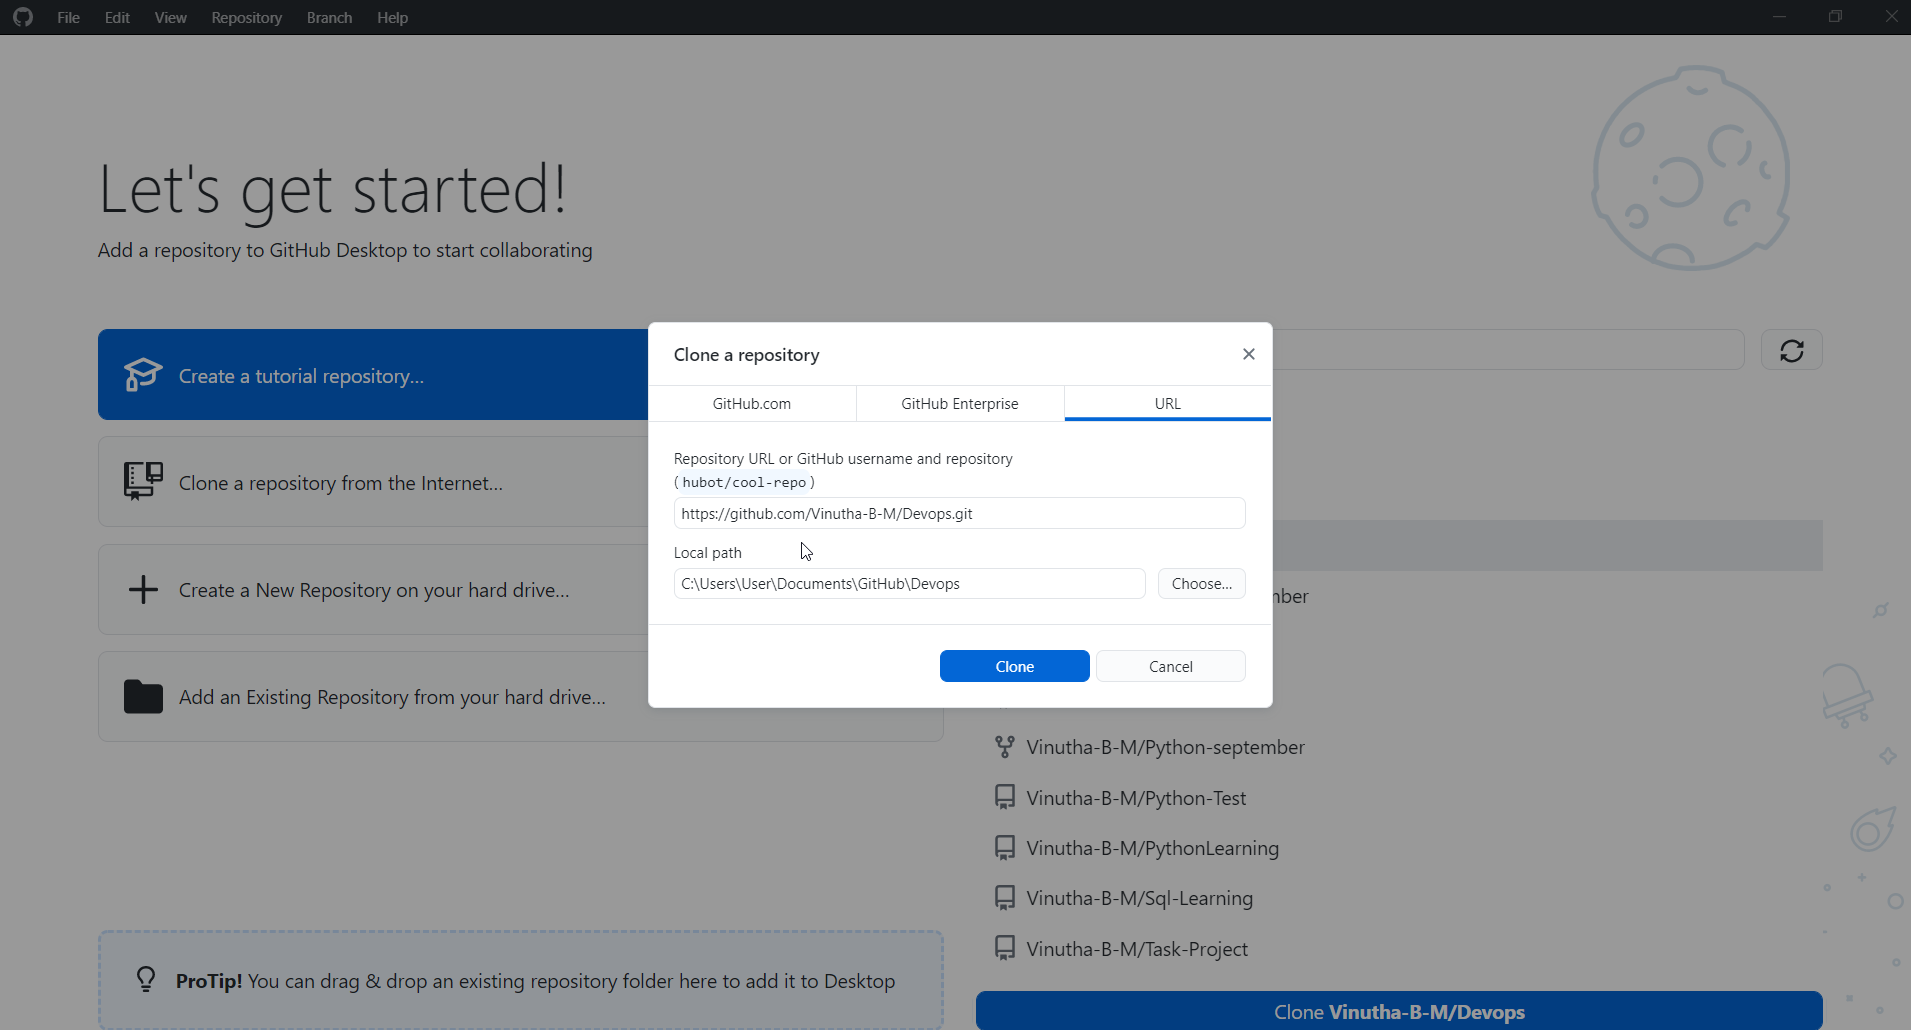 File Edit View Repository Branch Help
Let's get started!
Add a repository to GitHub Desktop to start collaborating
Create a tutorial repository...
Clone a repository from the Internet...
Create a New Repository on your hard drive...
Add an Existing Repository from your hard drive...
ProTip! You can drag & drop an existing repository folder here to add it to Desktop
Clone a repository
GitHub.com GitHub Enterprise URL
Repository URL or GitHub username and repository
(hubot/cool-repo)
https://github.com/Vinutha-B-M/Devops.git
Local path
C:\Users\User\Documents\GitHub\Devops Choose...
Clone Cancel
Vinutha-B-M/Python-september
Vinutha-B-M/Python-Test
Vinutha-B-M/PythonLearning
Vinutha-B-M/Sql-Learning
Vinutha-B-M/Task-Project
Clone Vinutha-B-M/Devops